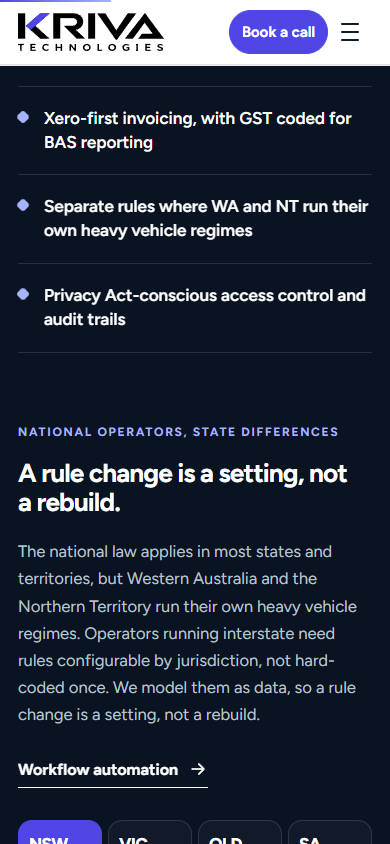 KRIVA
TECHNOLOGIES
Book a call
Xero-first invoicing, with GST coded for
BAS reporting
Separate rules where WA and NT run their
own heavy vehicle regimes
Privacy Act-conscious access control and
audit trails
NATIONAL OPERATORS, STATE DIFFERENCES
A rule change is a setting, not
a rebuild.
The national law applies in most states and
territories, but Western Australia and the
Northern Territory run their own heavy vehicle
regimes. Operators running interstate need
rules configurable by jurisdiction, not hard-
coded once. We model them as data, so a rule
change is a setting, not a rebuild.
Workflow automation →
NSW VIC QLD SA